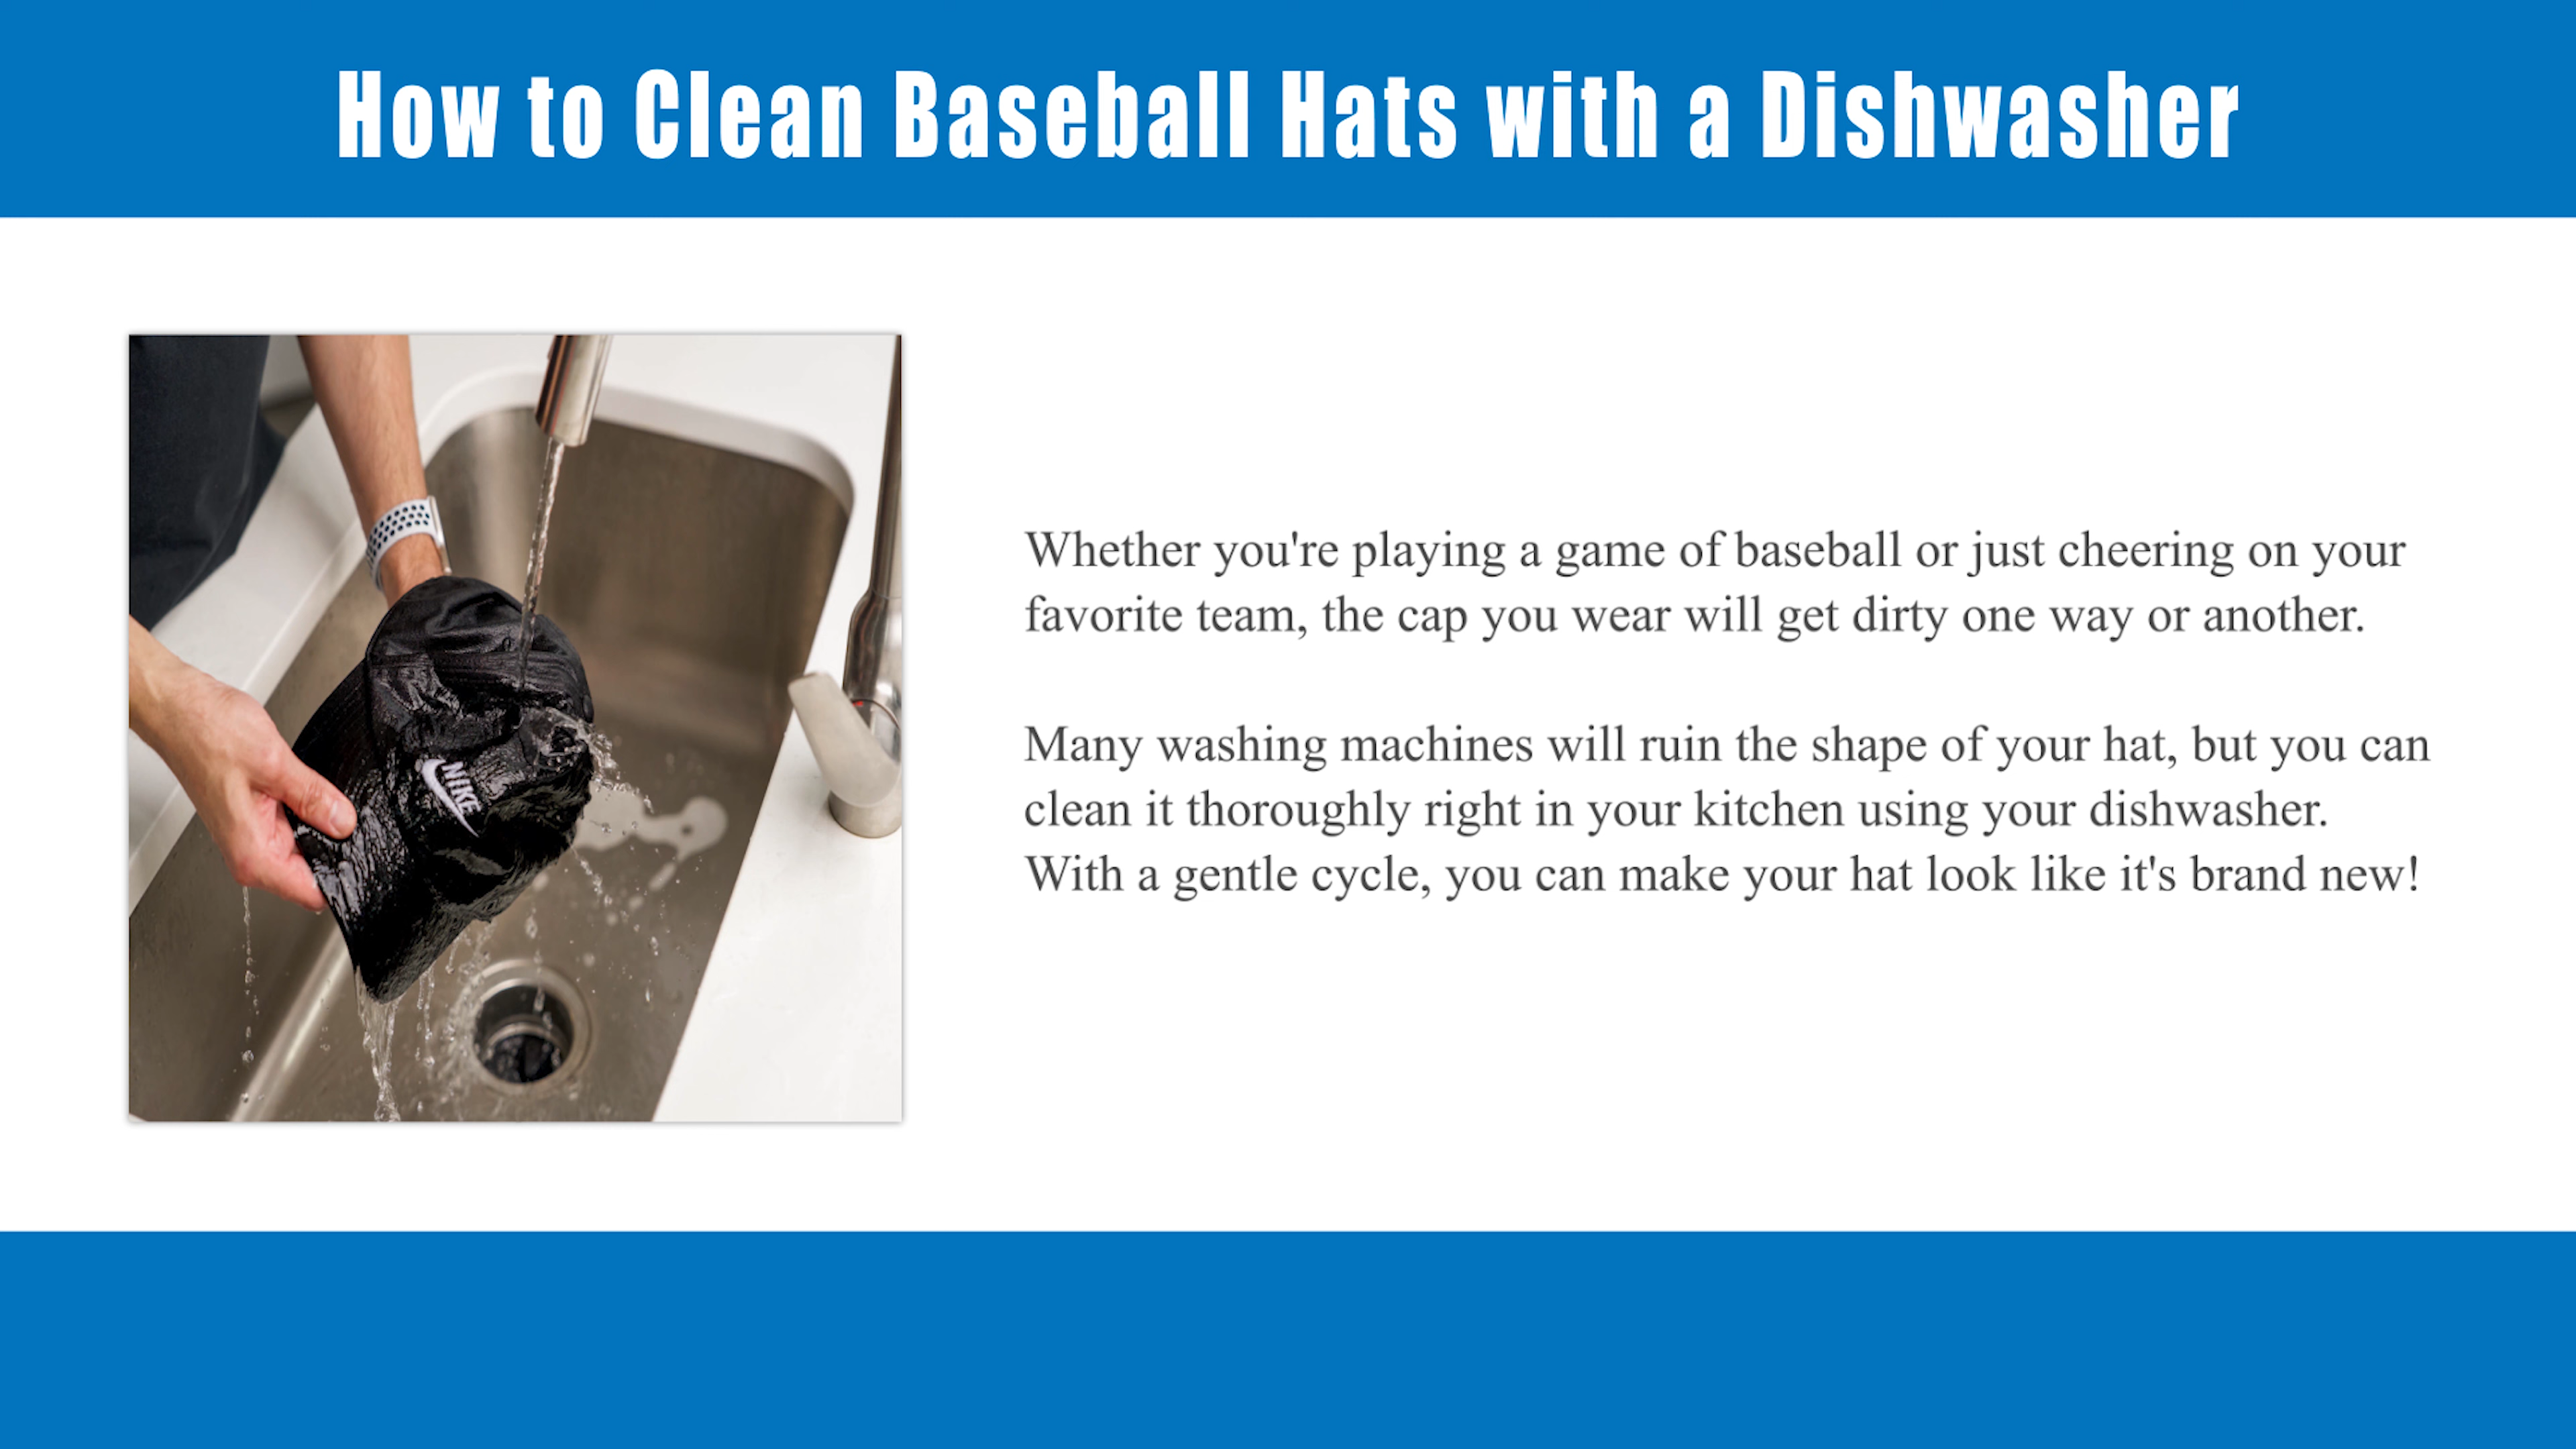 How to Clean Baseball Hats with a Dishwasher
NIKE
Whether you're playing a game of baseball or just cheering on your
favorite team, the cap you wear will get dirty one way or another.
Many washing machines will ruin the shape of your hat, but you can
clean it thoroughly right in your kitchen using your dishwasher.
With a gentle cycle, you can make your hat look like it's brand new!